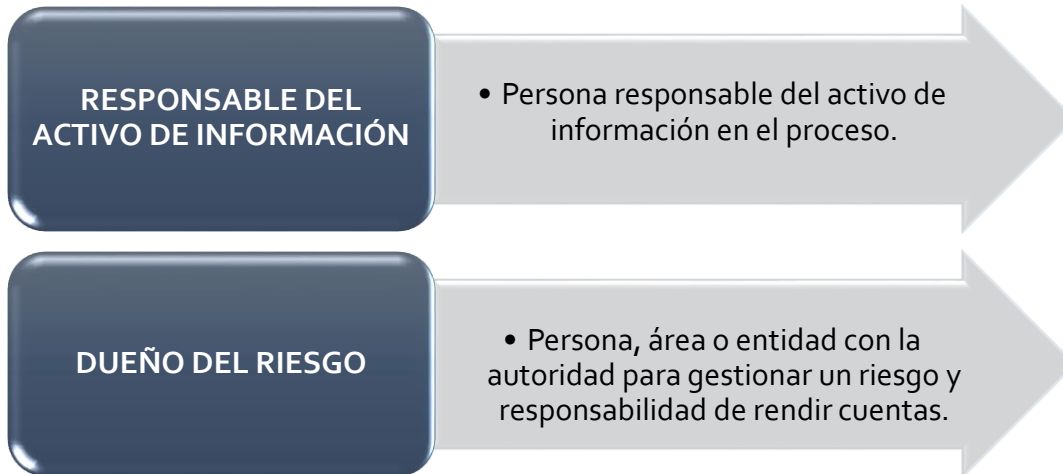 RESPONSABLE DEL
ACTIVO DE INFORMACIÓN
• Persona responsable del activo de
información en el proceso.
DUEÑO DEL RIESGO
• Persona, área o entidad con la
autoridad para gestionar un riesgo y
responsabilidad de rendir cuentas.